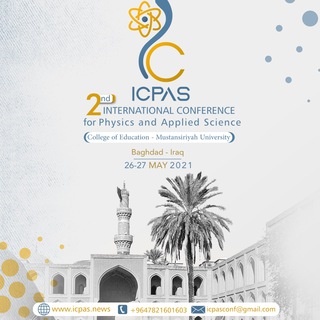 ICPAS
2nd INTERNATIONAL CONFERENCE
for Physics and Applied Science
College of Education - Mustansiriyah University
Baghdad - Iraq
26-27 MAY 2021
www.icpas.news
+9647821601603
icpasconf@gmail.com